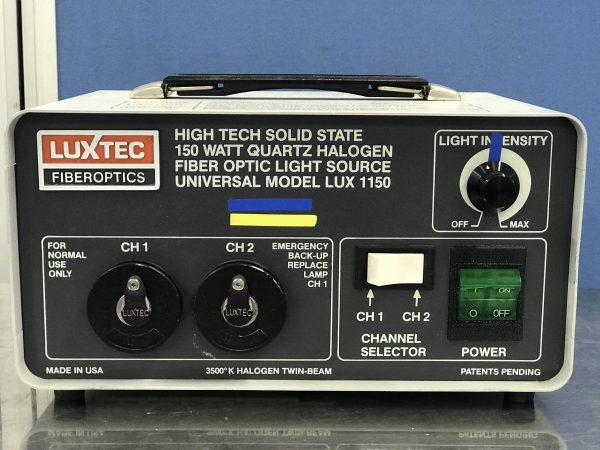 LUXTEC
FIBEROPTICS
HIGH TECH SOLID STATE
150 WATT QUARTZ HALOGEN
FIBER OPTIC LIGHT SOURCE
UNIVERSAL MODEL LUX 1150
LIGHT INTENSITY
OFF
MAX
FOR
NORMAL
USE
ONLY
CH 1
CH 2
EMERGENCY
BACK-UP
REPLACE
LAMP
CH 1
LUXTEC
LUXTEC
CH 1
CH 2
CHANNEL
SELECTOR
I ON
O OFF
POWER
MADE IN USA
3500° K HALOGEN TWIN-BEAM
PATENTS PENDING